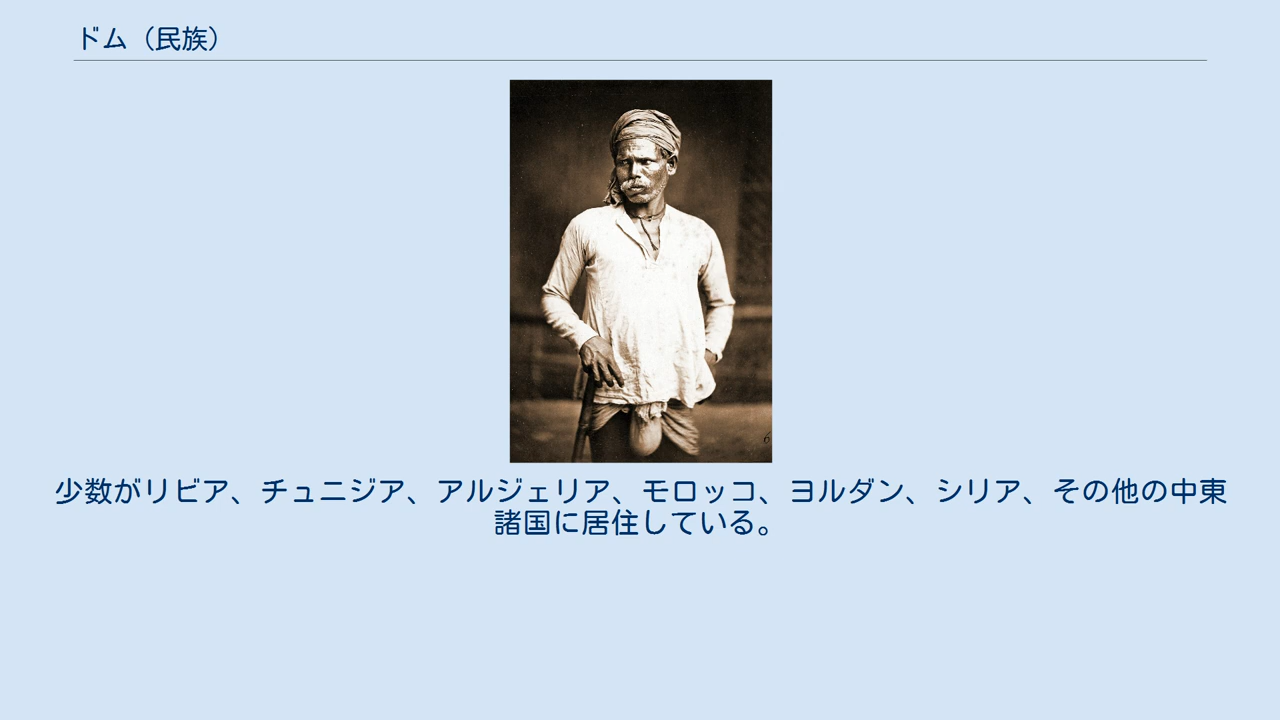 ドム（民族）
少数がリビア、チュニジア、アルジェリア、モロッコ、ヨルダン、シリア、その他の中東
諸国に居住している。